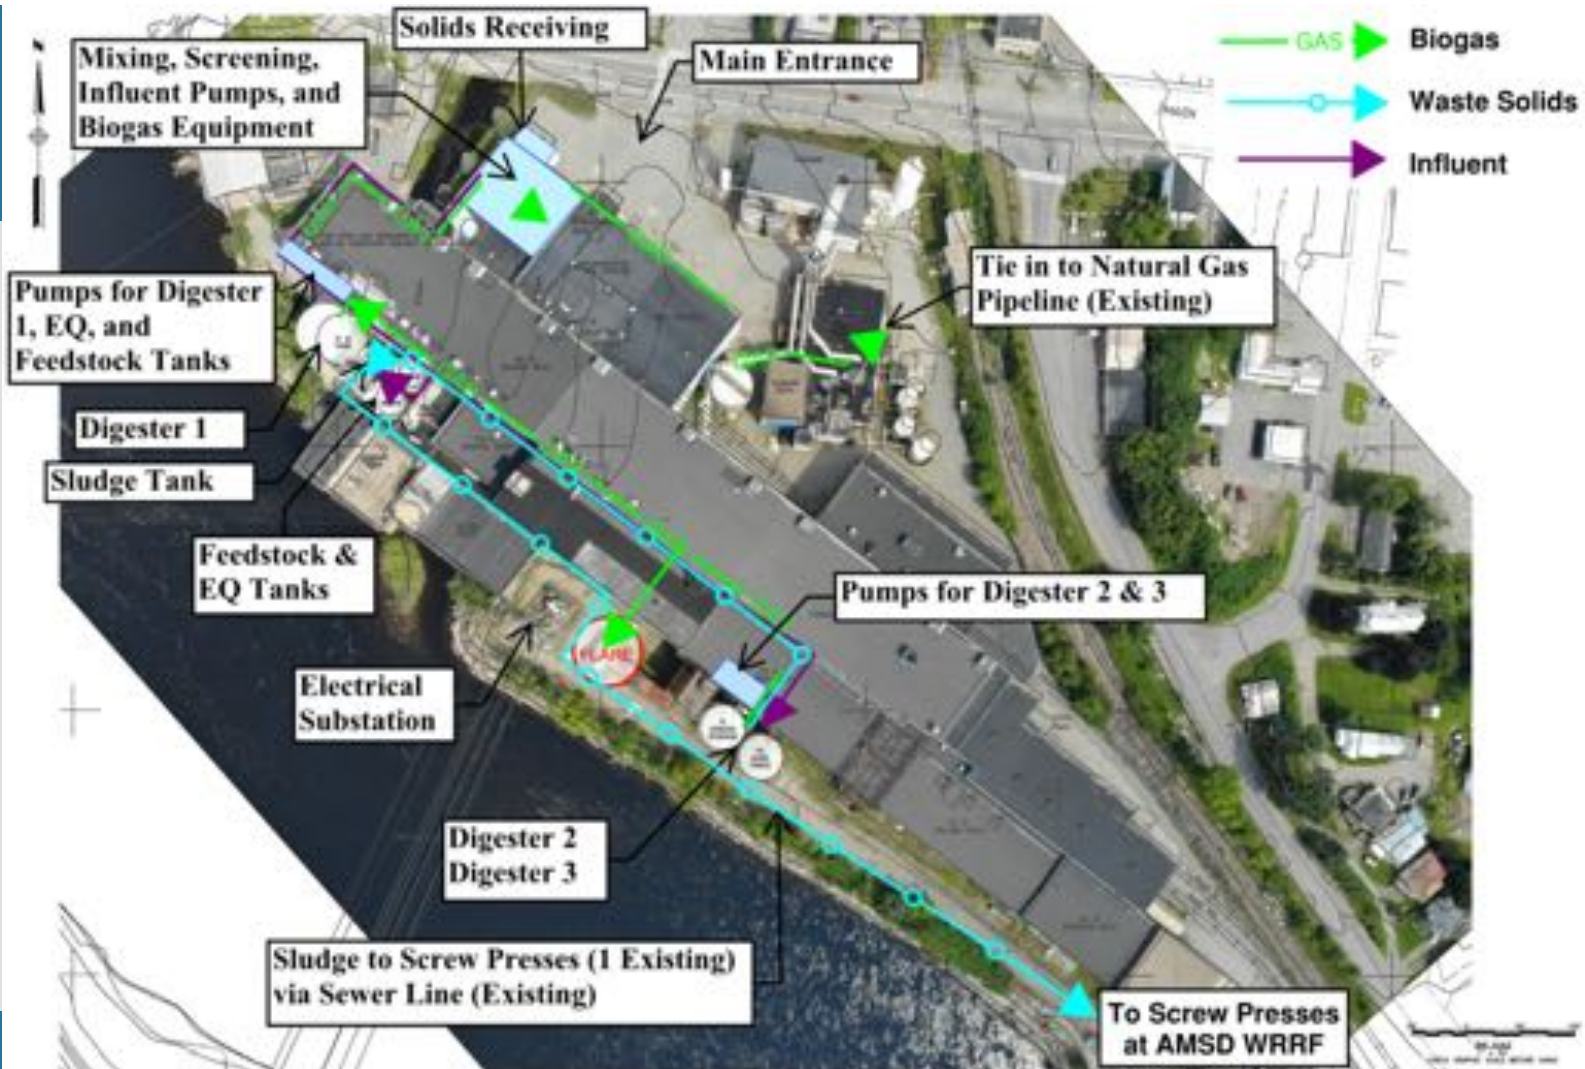 Solids Receiving
Mixing, Screening,
Influent Pumps, and
Biogas Equipment
Main Entrance
GAS
Biogas
Waste Solids
Influent
Tie in to Natural Gas
Pipeline (Existing)
Pumps for Digester
1, EQ, and
Feedstock Tanks
Digester 1
Sludge Tank
Feedstock &
EQ Tanks
Pumps for Digester 2 & 3
FLARE
Electrical
Substation
Digester 2
Digester 3
Sludge to Screw Presses (1 Existing)
via Sewer Line (Existing)
To Screw Presses
at AMSD WRRF